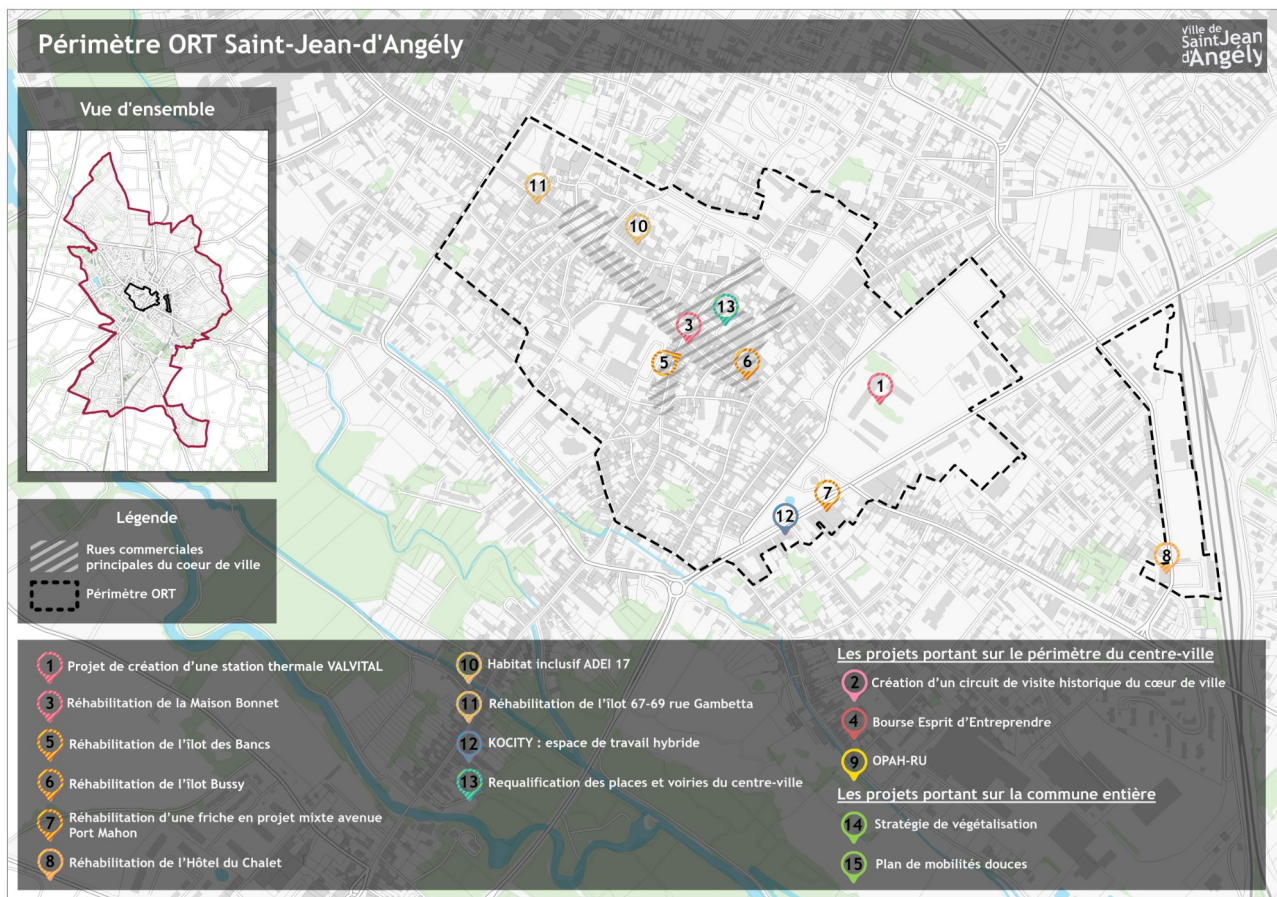 Périmètre ORT Saint-Jean-d'Angély
Ville de
Saint Jean
d'Angély
Vue d'ensemble
11
10
13
3
5
6
1
7
12
8
Légende
Rues commerciales
principales du coeur de ville
Périmètre ORT
1 Projet de création d'une station thermale VALVITAL
3 Réhabilitation de la Maison Bonnet
5 Réhabilitation de l'îlot des Bancs
6 Réhabilitation de l'îlot Bussy
7 Réhabilitation d'une friche en projet mixte avenue
Port Mahon
8 Réhabilitation de l'Hôtel du Chalet
10 Habitat inclusif ADEI 17
11 Réhabilitation de l'îlot 67-69 rue Gambetta
12 KOCITY : espace de travail hybride
13 Requalification des places et voiries du centre-ville
Les projets portant sur le périmètre du centre-ville
2 Création d'un circuit de visite historique du cœur de ville
4 Bourse Esprit d'Entreprendre
9 OPAH-RU
Les projets portant sur la commune entière
14 Stratégie de végétalisation
15 Plan de mobilités douces